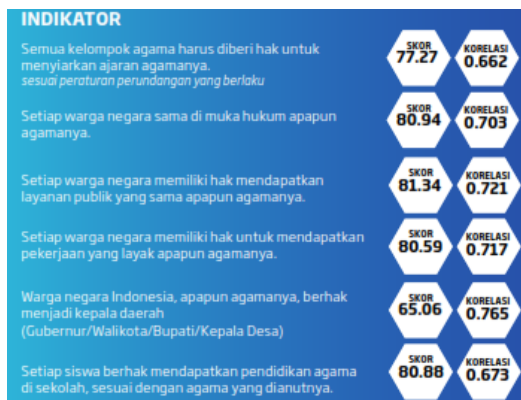 INDIKATOR
Semua kelompok agama harus diberi hak untuk
menyiarkan ajaran agamanya.
sesuai peraturan perundangan yang berlaku
SKOR
77.27
KORELASI
0.662
Setiap warga negara sama di muka hukum apapun
agamanya.
SKOR
80.94
KORELASI
0.703
Setiap warga negara memiliki hak mendapatkan
layanan publik yang sama apapun agamanya.
SKOR
81.34
KORELASI
0.721
Setiap warga negara memiliki hak untuk mendapatkan
pekerjaan yang layak apapun agamanya.
SKOR
80.59
KORELASI
0.717
Warga negara Indonesia, apapun agamanya, berhak
menjadi kepala daerah
(Gubernur/Walikota/Bupati/Kepala Desa)
SKOR
65.06
KORELASI
0.765
Setiap siswa berhak mendapatkan pendidikan agama
di sekolah, sesuai dengan agama yang dianutnya.
SKOR
80.88
KORELASI
0.673